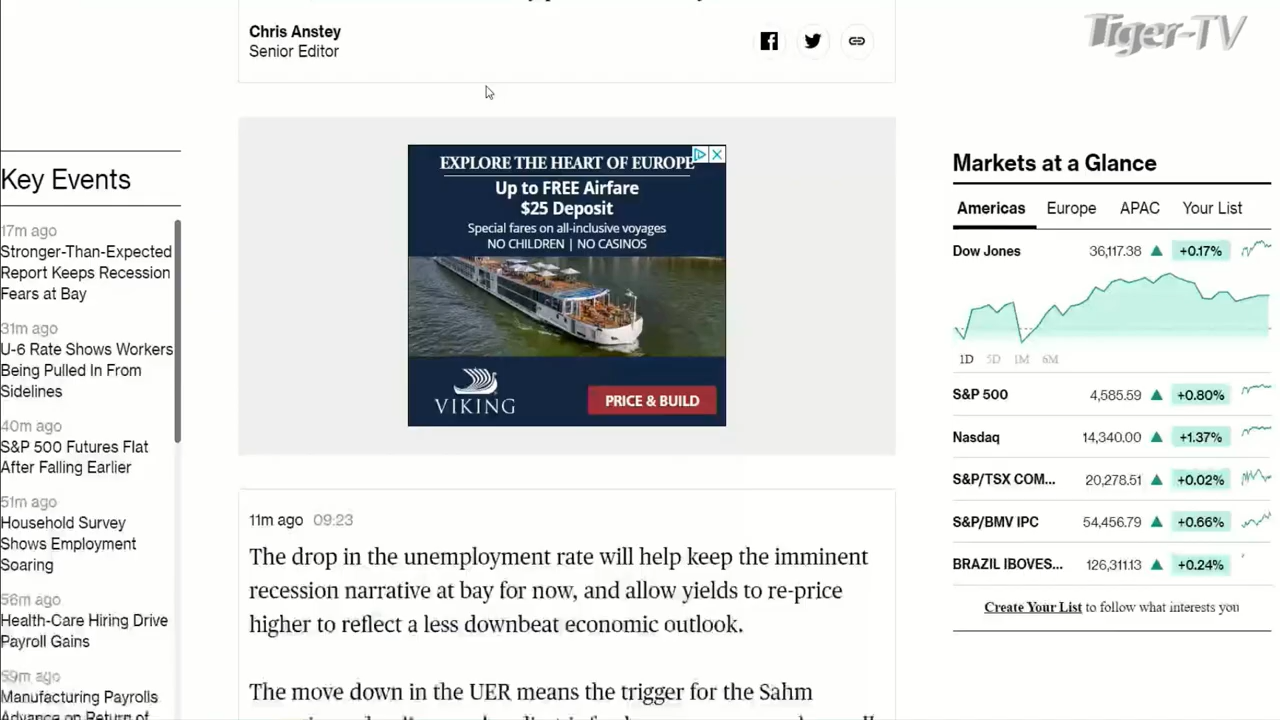 Tiger-TV
Chris Anstey
Senior Editor
Key Events
17m ago
Stronger-Than-Expected
Report Keeps Recession
Fears at Bay
31m ago
U-6 Rate Shows Workers
Being Pulled In From
Sidelines
40m ago
S&P 500 Futures Flat
After Falling Earlier
51m ago
Household Survey
Shows Employment
Soaring
56m ago
Health-Care Hiring Drive
Payroll Gains
59m ago
Manufacturing Payrolls
Advance on Return of
EXPLORE THE HEART OF EUROPE
Up to FREE Airfare
$25 Deposit
Special fares on all-inclusive voyages
NO CHILDREN | NO CASINOS
VIKING
PRICE & BUILD
11m ago 09:23
The drop in the unemployment rate will help keep the imminent
recession narrative at bay for now, and allow yields to re-price
higher to reflect a less downbeat economic outlook.
The move down in the UER means the trigger for the Sahm
Markets at a Glance
Americas Europe APAC Your List
Dow Jones 36,117.38 +0.17%
1D 5D 1M 6M
S&P 500 4,585.59 +0.80%
Nasdaq 14,340.00 +1.37%
S&P/TSX COM... 20,278.51 +0.02%
S&P/BMV IPC 54,456.79 +0.66%
BRAZIL IBOVES... 126,311.13 +0.24%
Create Your List to follow what interests you